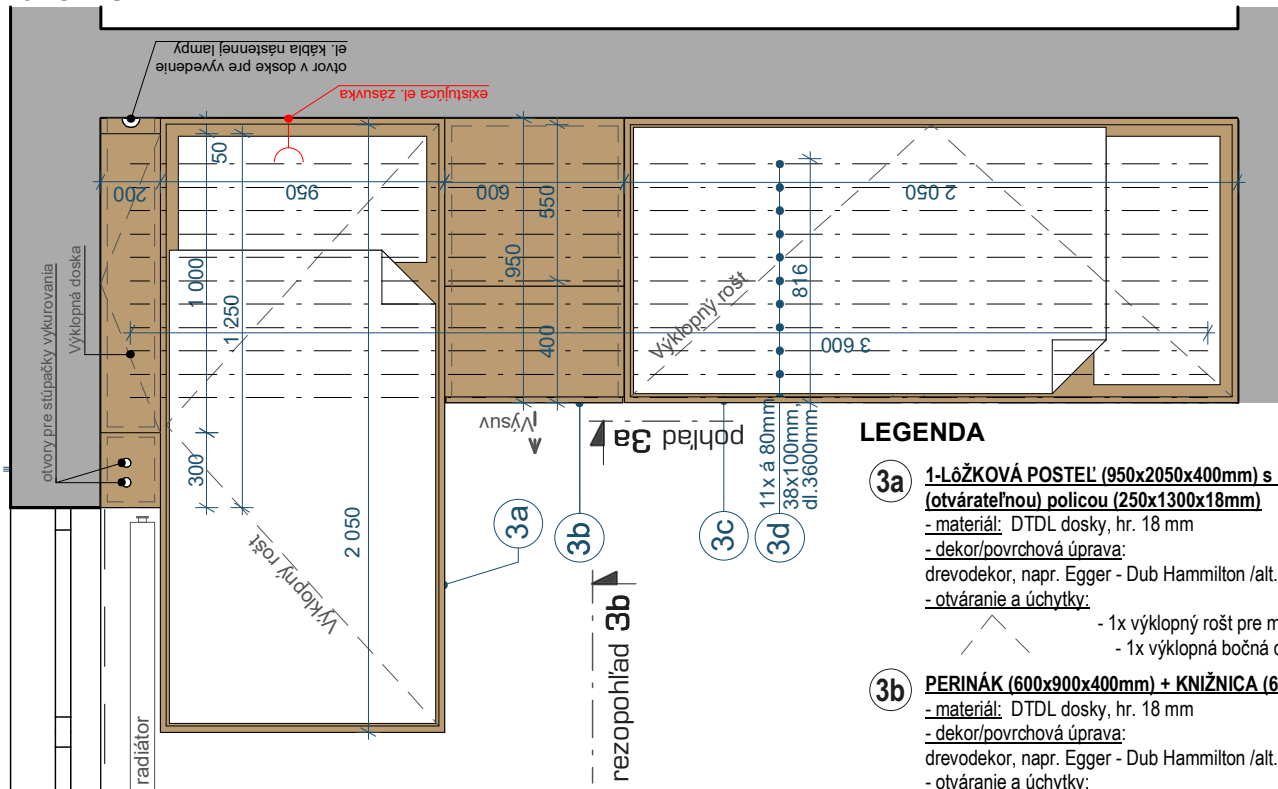 otvor v doske pre vyvedenie
el. kábla nástennej lampy
existujúca el. zásuvka
50
200
950
600
550
2 050
otvory pre stúpačky vykurovania
Výklopná doska
1 000
1 250
950
816
Výklopný rošt
400
3 600
300
Výsuv
pohľad 3a
11x á 80mm
38x100mm,
dl.3600mm
3a
3b
3c
3d
2 050
Výklopný rošt
rezopohľad 3b
radiátor
LEGENDA
3a
1-LôŽKOVÁ POSTEĽ (950x2050x400mm) s
(otvárateľnou) policou (250x1300x18mm)
- materiál: DTDL dosky, hr. 18 mm
- dekor/povrchová úprava:
drevodekor, napr. Egger - Dub Hammilton /alt.
- otváranie a úchytky:
- 1x výklopný rošt pre m
- 1x výklopná bočná
3b
PERINÁK (600x900x400mm) + KNIŽNICA (6
- materiál: DTDL dosky, hr. 18 mm
- dekor/povrchová úprava:
drevodekor, napr. Egger - Dub Hammilton /alt.
- otváranie a úchytky: